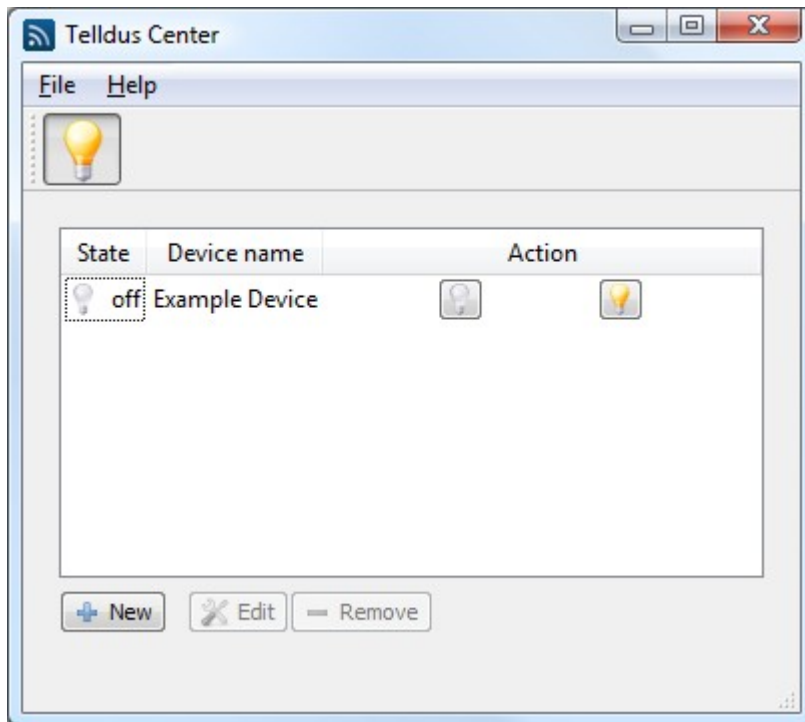 Telldus Center
File Help
State Device name Action
off Example Device
New Edit Remove